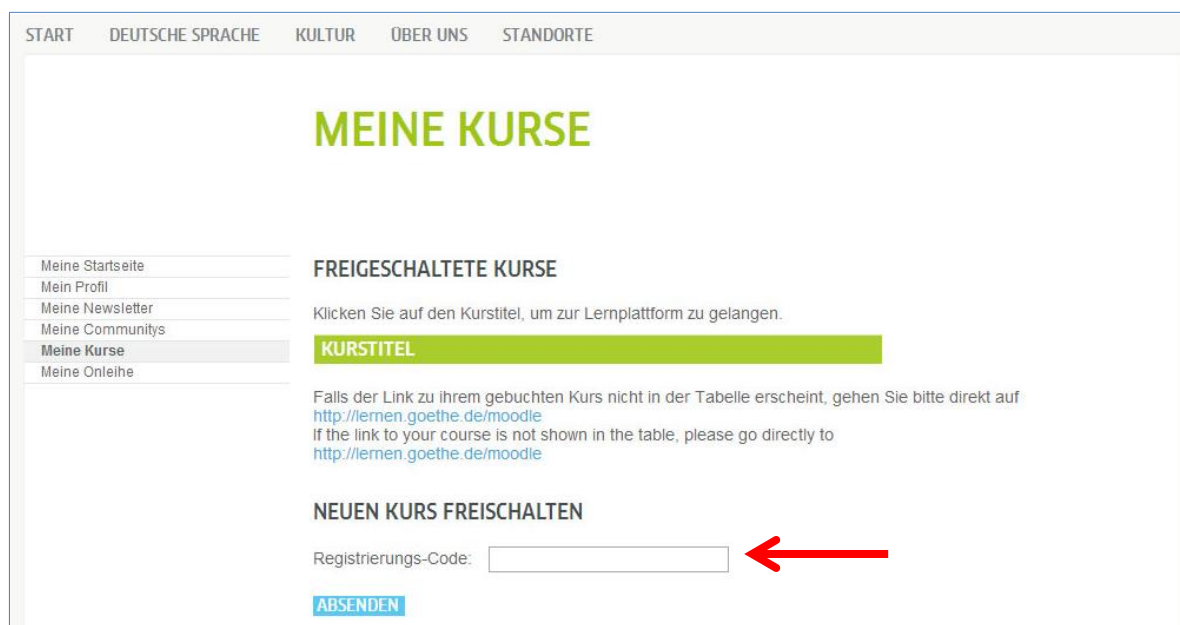 START DEUTSCHE SPRACHE KULTUR ÜBER UNS STANDORTE
MEINE KURSE
Meine Startseite
Mein Profil
Meine Newsletter
Meine Communitys
Meine Kurse
Meine Onleihe
FREIGESCHALTETE KURSE
Klicken Sie auf den Kurstitel, um zur Lernplattform zu gelangen.
KURSTITEL
Falls der Link zu ihrem gebuchten Kurs nicht in der Tabelle erscheint, gehen Sie bitte direkt auf
http://lernen.goethe.de/moodle
If the link to your course is not shown in the table, please go directly to
http://lernen.goethe.de/moodle
NEUEN KURS FREISCHALTEN
Registrierungs-Code:
ABSENDEN